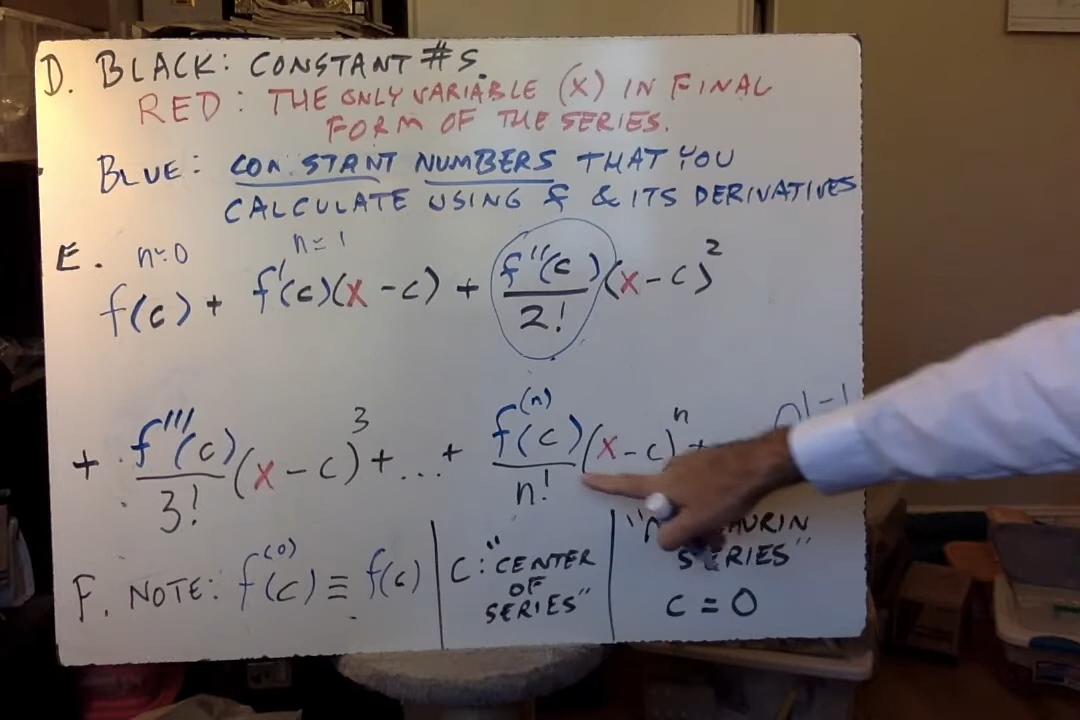 D. BLACK: CONSTANT #S.
RED: THE ONLY VARIABLE (X) IN FINAL
FORM OF THE SERIES.
BLUE: CONSTANT NUMBERS THAT YOU
CALCULATE USING f & ITS DERIVATIVES
E. n=0 n=1
f(c) + f'(c)(x-c) + f''(c)/2! (x-c)^2
+ f'''(c)/3! (x-c)^3 + ... + f^(n)(c)/n! (x-c)^n +
F. NOTE: f^(0)(c) ≡ f(c)
C: "CENTER
OF
SERIES"
SERIES"
C = 0